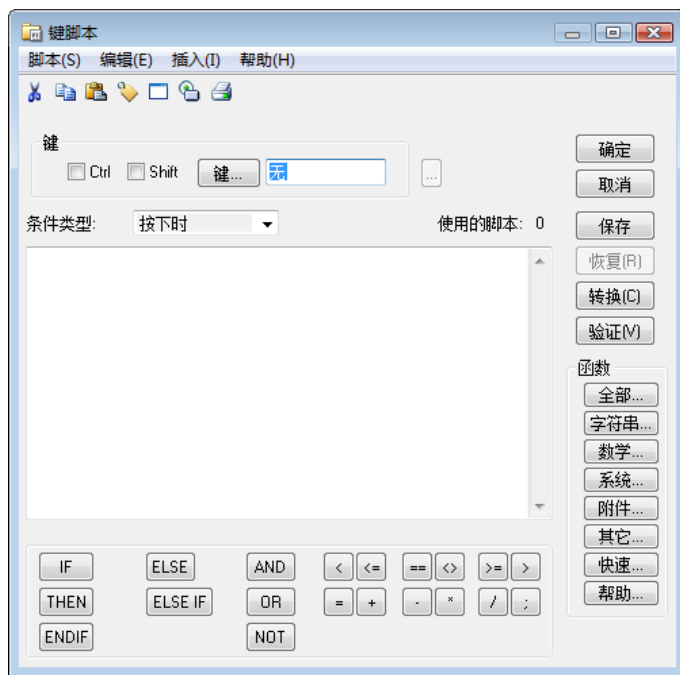 键脚本
脚本(S) 编辑(E) 插入(I) 帮助(H)
键
Ctrl Shift 键... 无 ...
确定
取消
条件类型: 按下时 使用的脚本: 0
保存
恢复(R)
转换(C)
验证(V)
函数
全部...
字符串...
数学...
系统...
附件...
其它...
快速...
帮助...
IF ELSE AND < <= == <> >= >
THEN ELSE IF OR = + - * / ;
ENDIF NOT